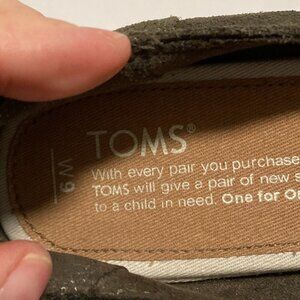 TOMS®
With every pair you purchase
TOMS will give a pair of new s
to a child in need. One for O
W9